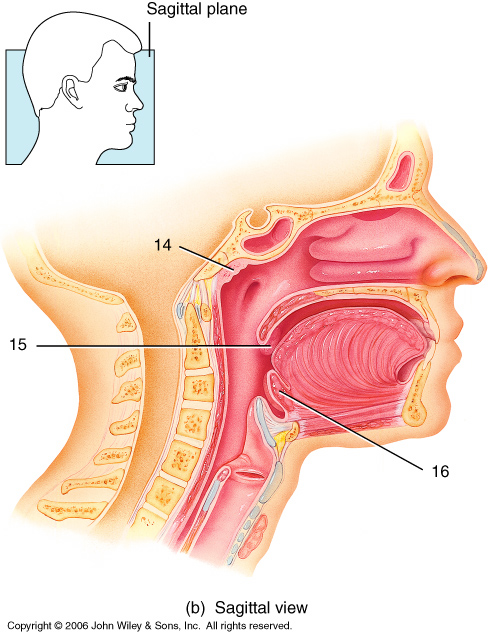 Sagittal plane
14
15
16
(b) Sagittal view
Copyright © 2006 John Wiley & Sons, Inc. All rights reserved.